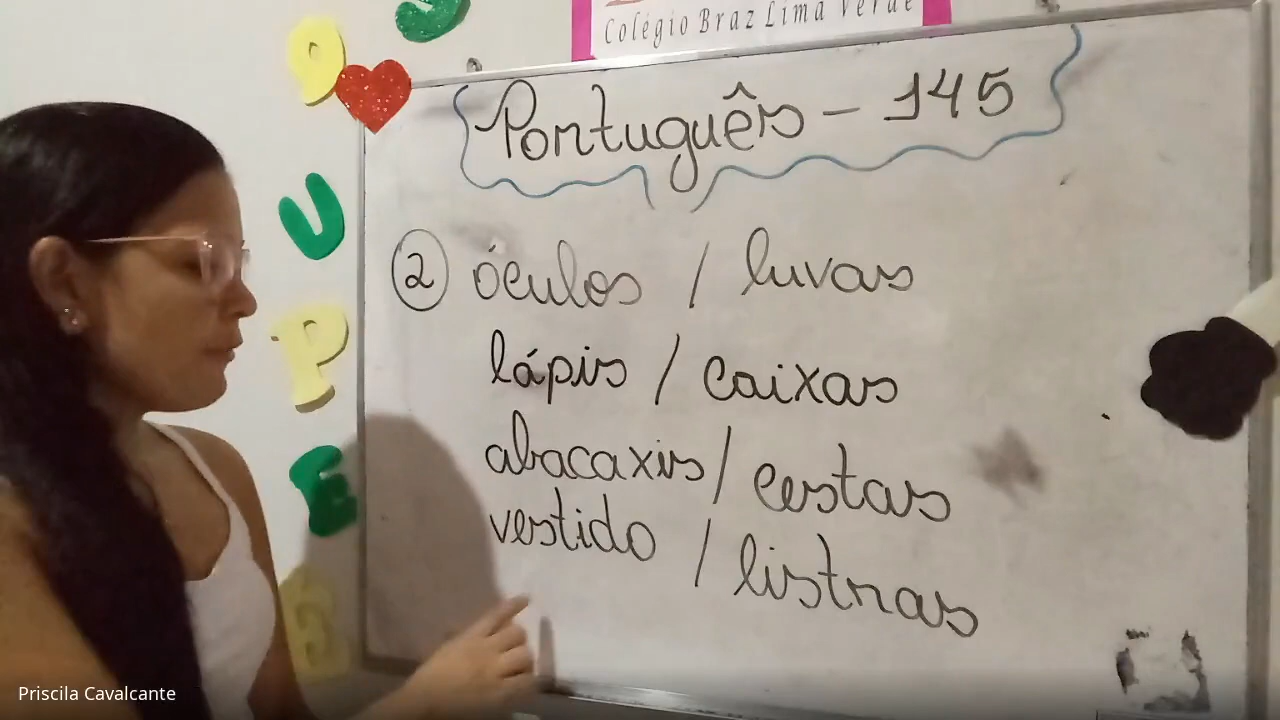 Colégio Braz Lima Verde
Português - 145
2 óculos / luvas
lápis / caixas
abacaxis / cestas
vestido / listras
U
P
E
Priscila Cavalcante